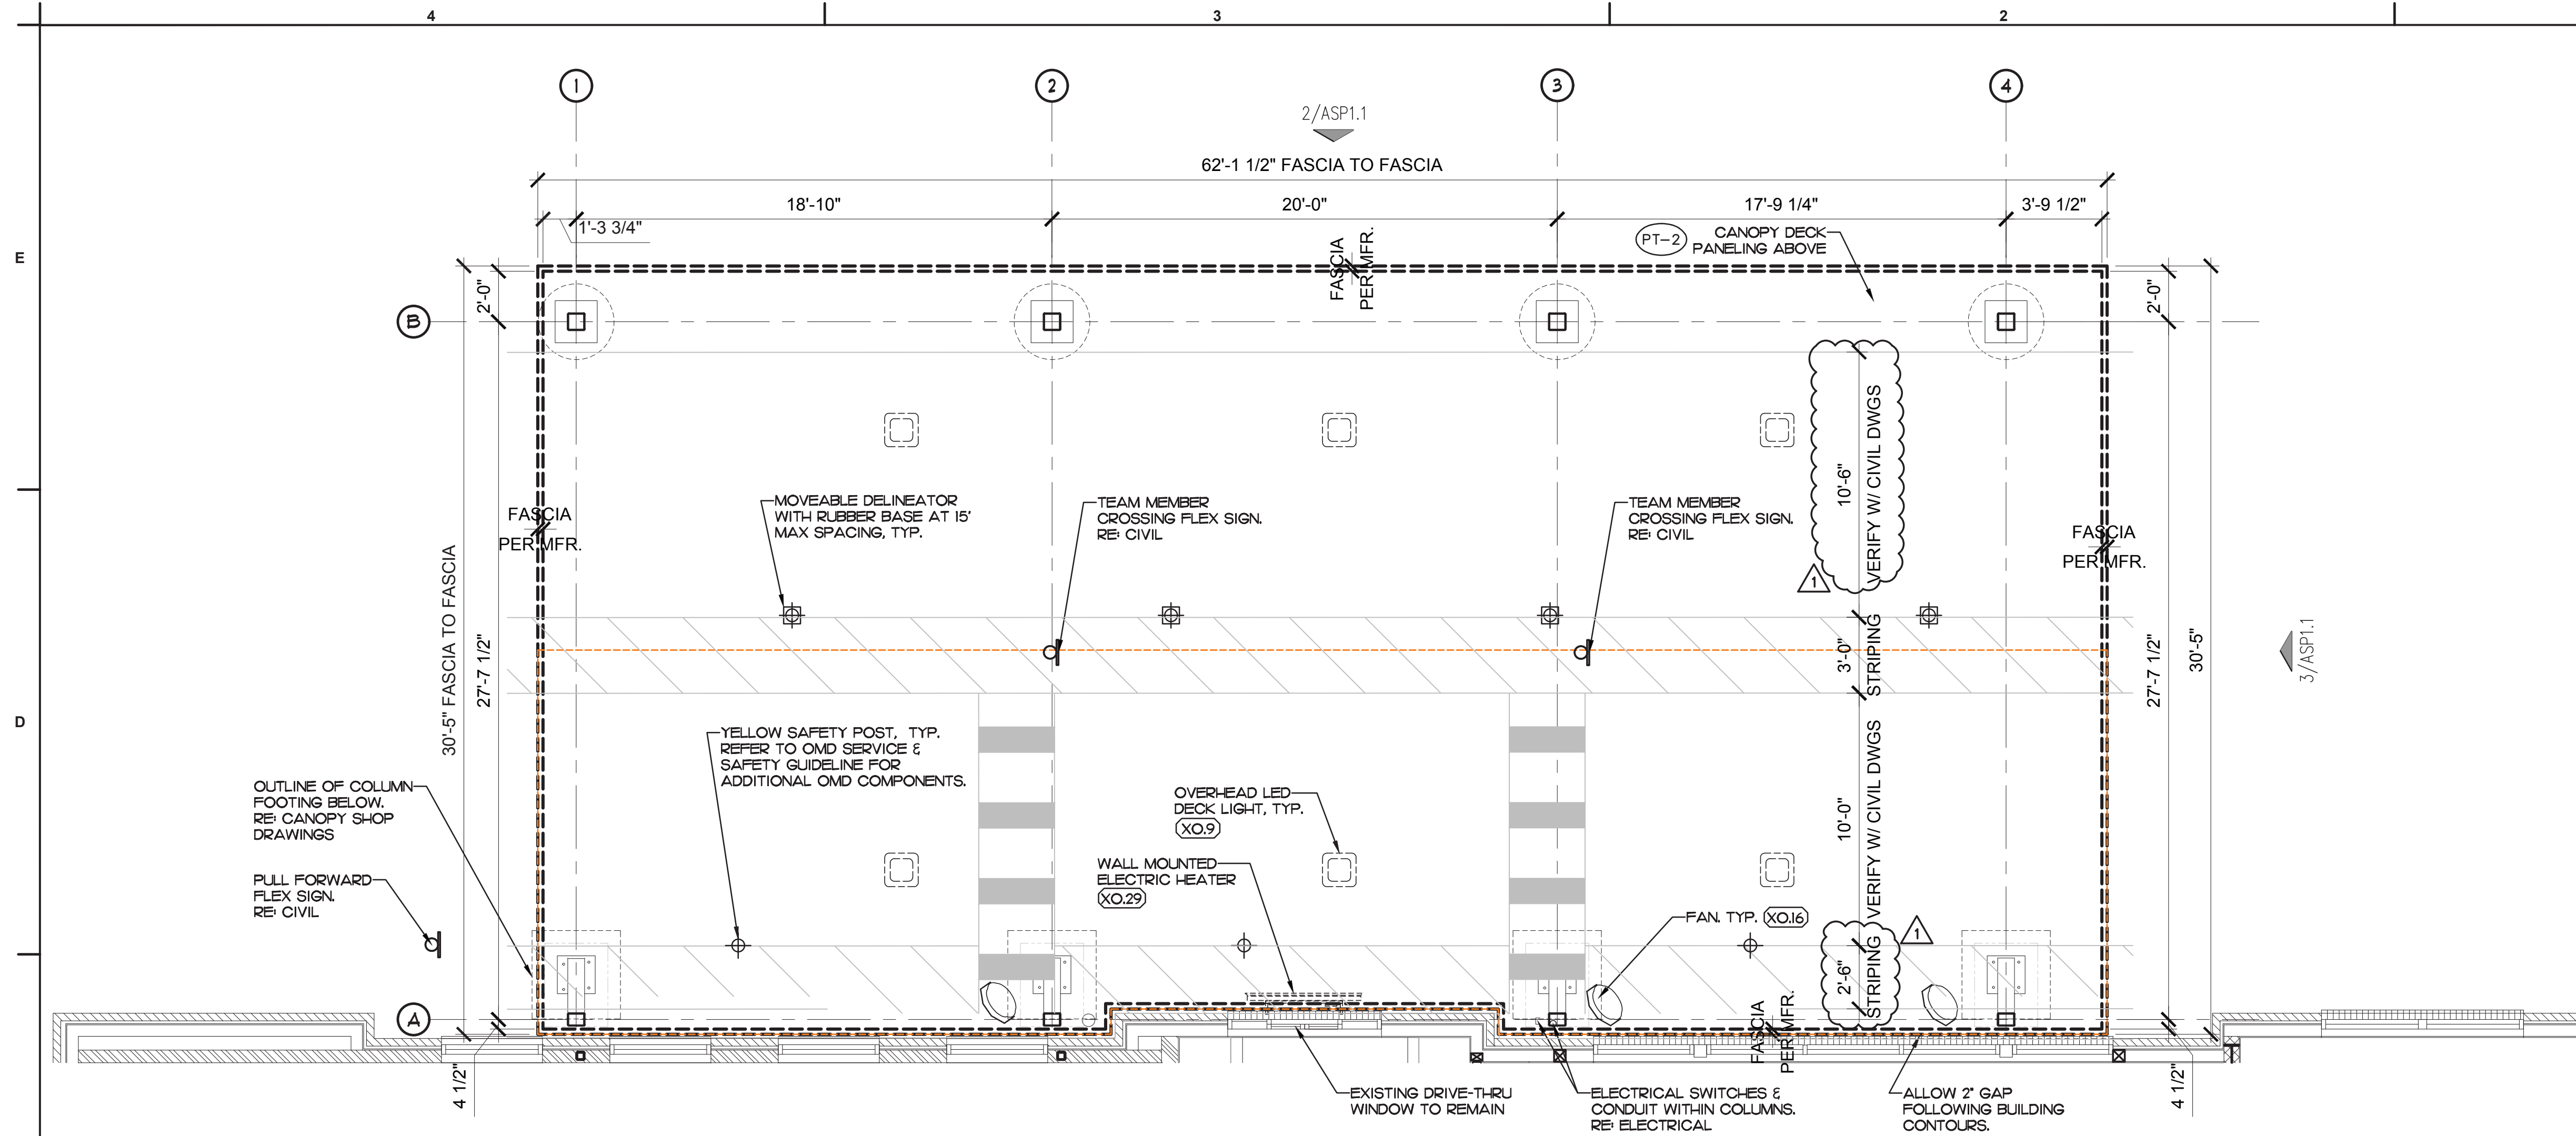 4
3
2
1
2
3
4
2/ASP1.1
62'-1 1/2" FASCIA TO FASCIA
18'-10"
20'-0"
17'-9 1/4"
3'-9 1/2"
1'-3 3/4"
E
PT-2
CANOPY DECK
PANELING ABOVE
FASCIA
PER MFR.
2'-0"
2'-0"
B
10'-6"
VERIFY W/ CIVIL DWGS
MOVEABLE DELINEATOR
WITH RUBBER BASE AT 15'
MAX SPACING, TYP.
TEAM MEMBER
CROSSING FLEX SIGN.
RE: CIVIL
TEAM MEMBER
CROSSING FLEX SIGN.
RE: CIVIL
FASCIA
PER MFR.
FASCIA
PER MFR.
1
30'-5" FASCIA TO FASCIA
27'-7 1/2"
3'-0"
STRIPING
27'-7 1/2"
30'-5"
3/ASP1.1
D
YELLOW SAFETY POST, TYP.
REFER TO OMD SERVICE &
SAFETY GUIDELINE FOR
ADDITIONAL OMD COMPONENTS.
OUTLINE OF COLUMN
FOOTING BELOW.
RE: CANOPY SHOP
DRAWINGS
OVERHEAD LED
DECK LIGHT, TYP.
XO.9
10'-0"
VERIFY W/ CIVIL DWGS
WALL MOUNTED
ELECTRIC HEATER
XO.29
PULL FORWARD
FLEX SIGN.
RE: CIVIL
FAN. TYP. XO.16
1
2'-6"
STRIPING
A
FASCIA
PER MFR.
4 1/2"
4 1/2"
EXISTING DRIVE-THRU
WINDOW TO REMAIN
ELECTRICAL SWITCHES &
CONDUIT WITHIN COLUMNS.
RE: ELECTRICAL
ALLOW 2" GAP
FOLLOWING BUILDING
CONTOURS.